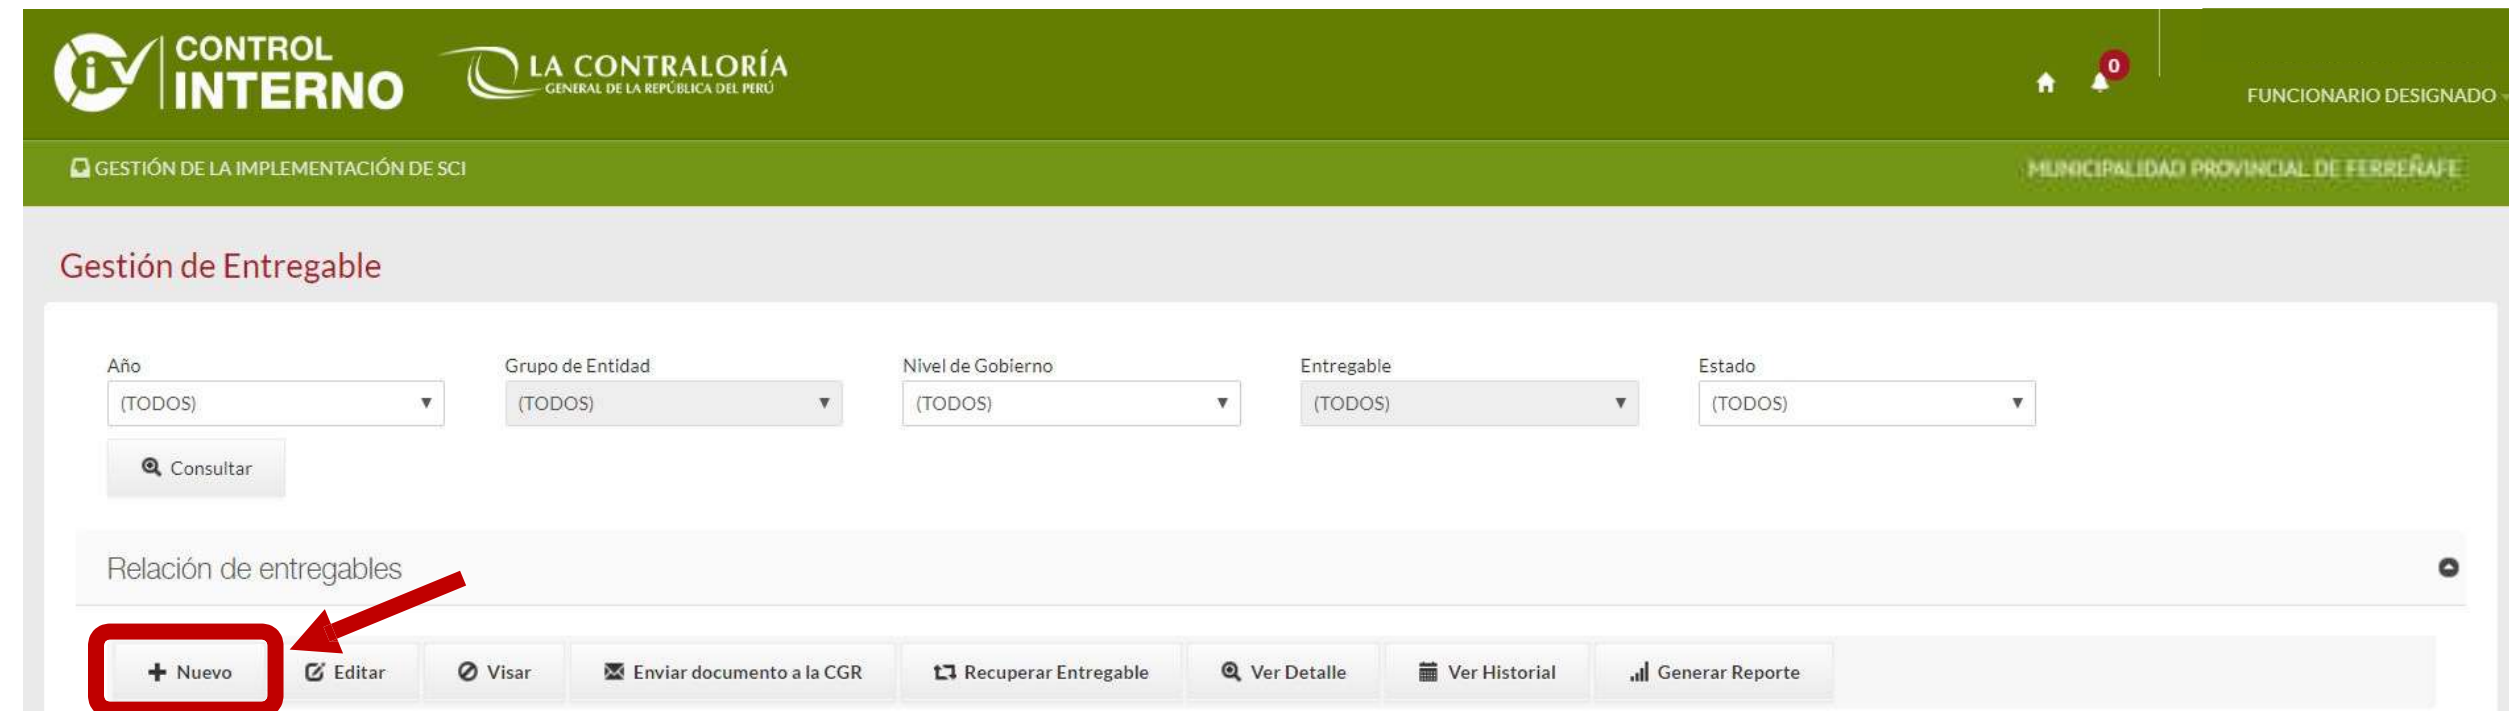 CONTROL
INTERNO
LA CONTRALORÍA
GENERAL DE LA REPÚBLICA DEL PERÚ
0
FUNCIONARIO DESIGNADO
GESTIÓN DE LA IMPLEMENTACIÓN DE SCI
MUNICIPALIDAD PROVINCIAL DE FERREÑAFE
Gestión de Entregable
Año Grupo de Entidad Nivel de Gobierno Entregable Estado
(TODOS) (TODOS) (TODOS) (TODOS) (TODOS)
Consultar
Relación de entregables
Nuevo Editar Visar Enviar documento a la CGR Recuperar Entregable Ver Detalle Ver Historial Generar Reporte